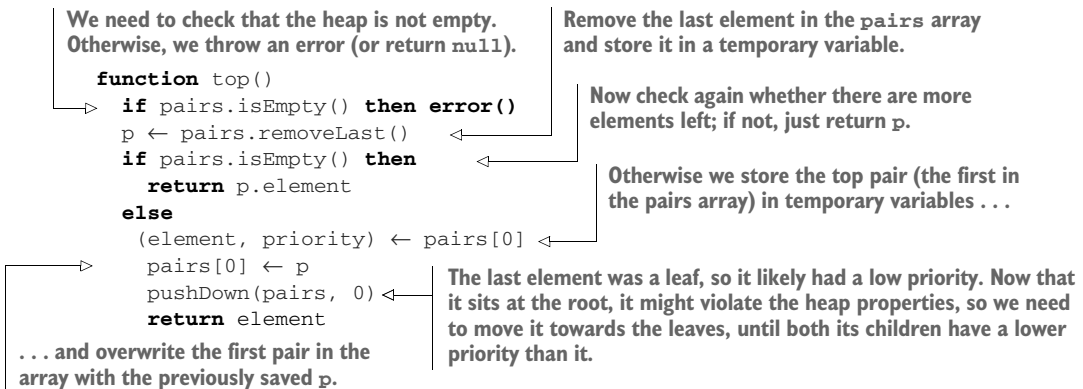 We need to check that the heap is not empty.
Otherwise, we throw an error (or return null).
Remove the last element in the pairs array
and store it in a temporary variable.
function top()
if pairs.isEmpty() then error()
p ← pairs.removeLast()
if pairs.isEmpty() then
return p.element
else
(element, priority) ← pairs[0]
pairs[0] ← p
pushDown(pairs, 0)
return element
Now check again whether there are more
elements left; if not, just return p.
Otherwise we store the top pair (the first in
the pairs array) in temporary variables . . .
The last element was a leaf, so it likely had a low priority. Now that
it sits at the root, it might violate the heap properties, so we need
to move it towards the leaves, until both its children have a lower
priority than it.
. . . and overwrite the first pair in the
array with the previously saved p.